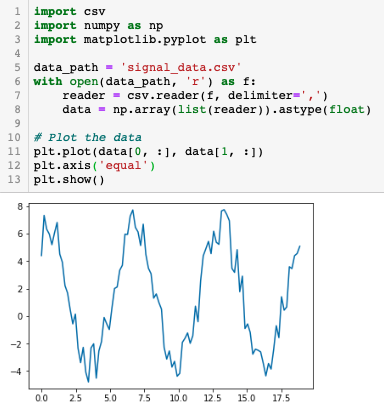 1 import csv
2 import numpy as np
3 import matplotlib.pyplot as plt
4
5 data_path = 'signal_data.csv'
6 with open(data_path, 'r') as f:
7     reader = csv.reader(f, delimiter=',')
8     data = np.array(list(reader)).astype(float)
9
10 # Plot the data
11 plt.plot(data[0, :], data[1, :])
12 plt.axis('equal')
13 plt.show()
8
6
4
2
0
−2
−4
0.0 2.5 5.0 7.5 10.0 12.5 15.0 17.5